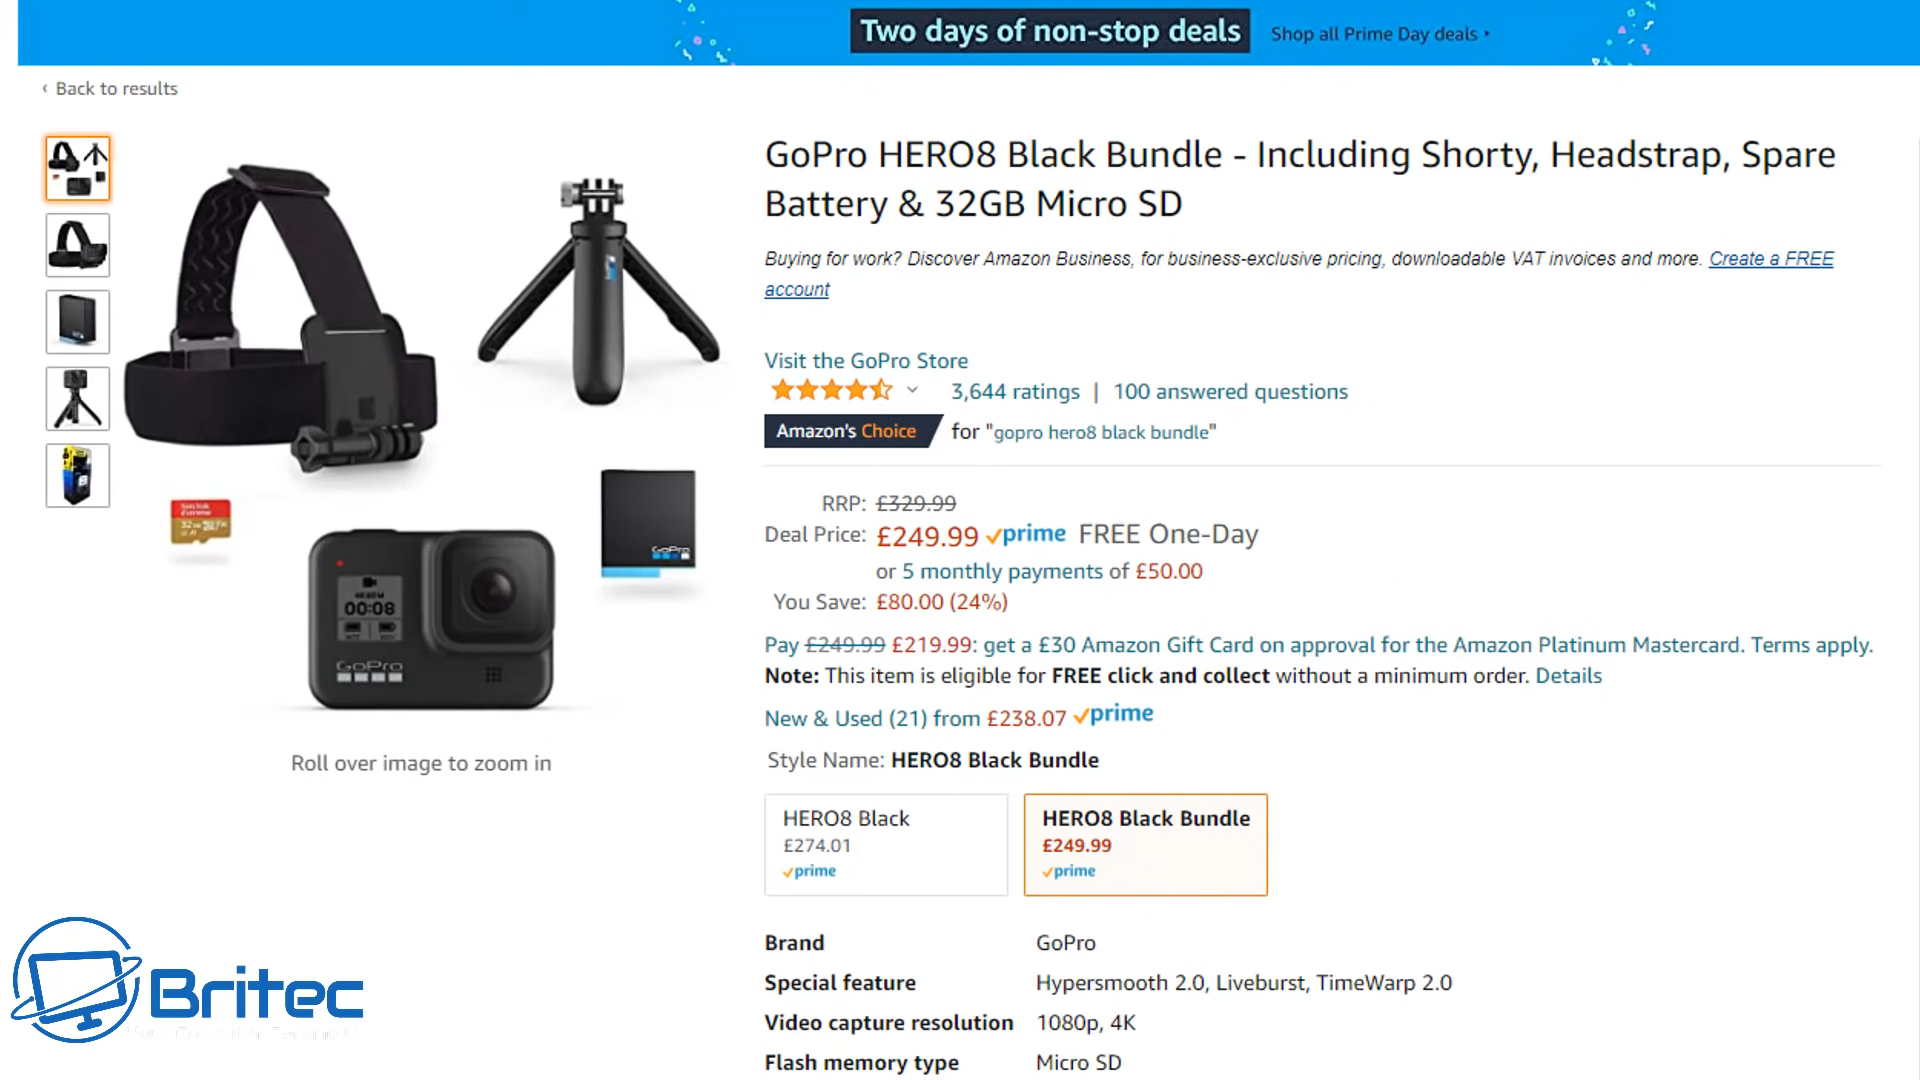 Two days of non-stop deals
Shop all Prime Day deals
Back to results
GoPro HERO8 Black Bundle - Including Shorty, Headstrap, Spare
Battery & 32GB Micro SD
Buying for work? Discover Amazon Business, for business-exclusive pricing, downloadable VAT invoices and more. Create a FREE
account
Visit the GoPro Store
3,644 ratings | 100 answered questions
Amazon's Choice for "gopro hero8 black bundle"
RRP: £329.99
Deal Price: £249.99 prime FREE One-Day
or 5 monthly payments of £50.00
You Save: £80.00 (24%)
Pay £249.99 £219.99: get a £30 Amazon Gift Card on approval for the Amazon Platinum Mastercard. Terms apply.
Note: This item is eligible for FREE click and collect without a minimum order. Details
New & Used (21) from £238.07 prime
Style Name: HERO8 Black Bundle
HERO8 Black
£274.01
prime
HERO8 Black Bundle
£249.99
prime
Brand GoPro
Special feature Hypersmooth 2.0, Liveburst, TimeWarp 2.0
Video capture resolution 1080p, 4K
Flash memory type Micro SD
SanDisk
Extreme
32
GoPro
00:08
GoPro
Roll over image to zoom in
Britec